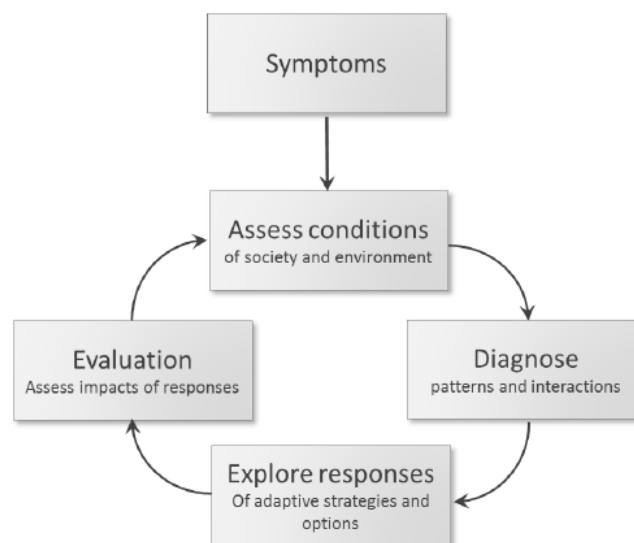 Symptoms
Assess conditions
of society and environment
Diagnose
patterns and interactions
Explore responses
Of adaptive strategies and
options
Evaluation
Assess impacts of responses